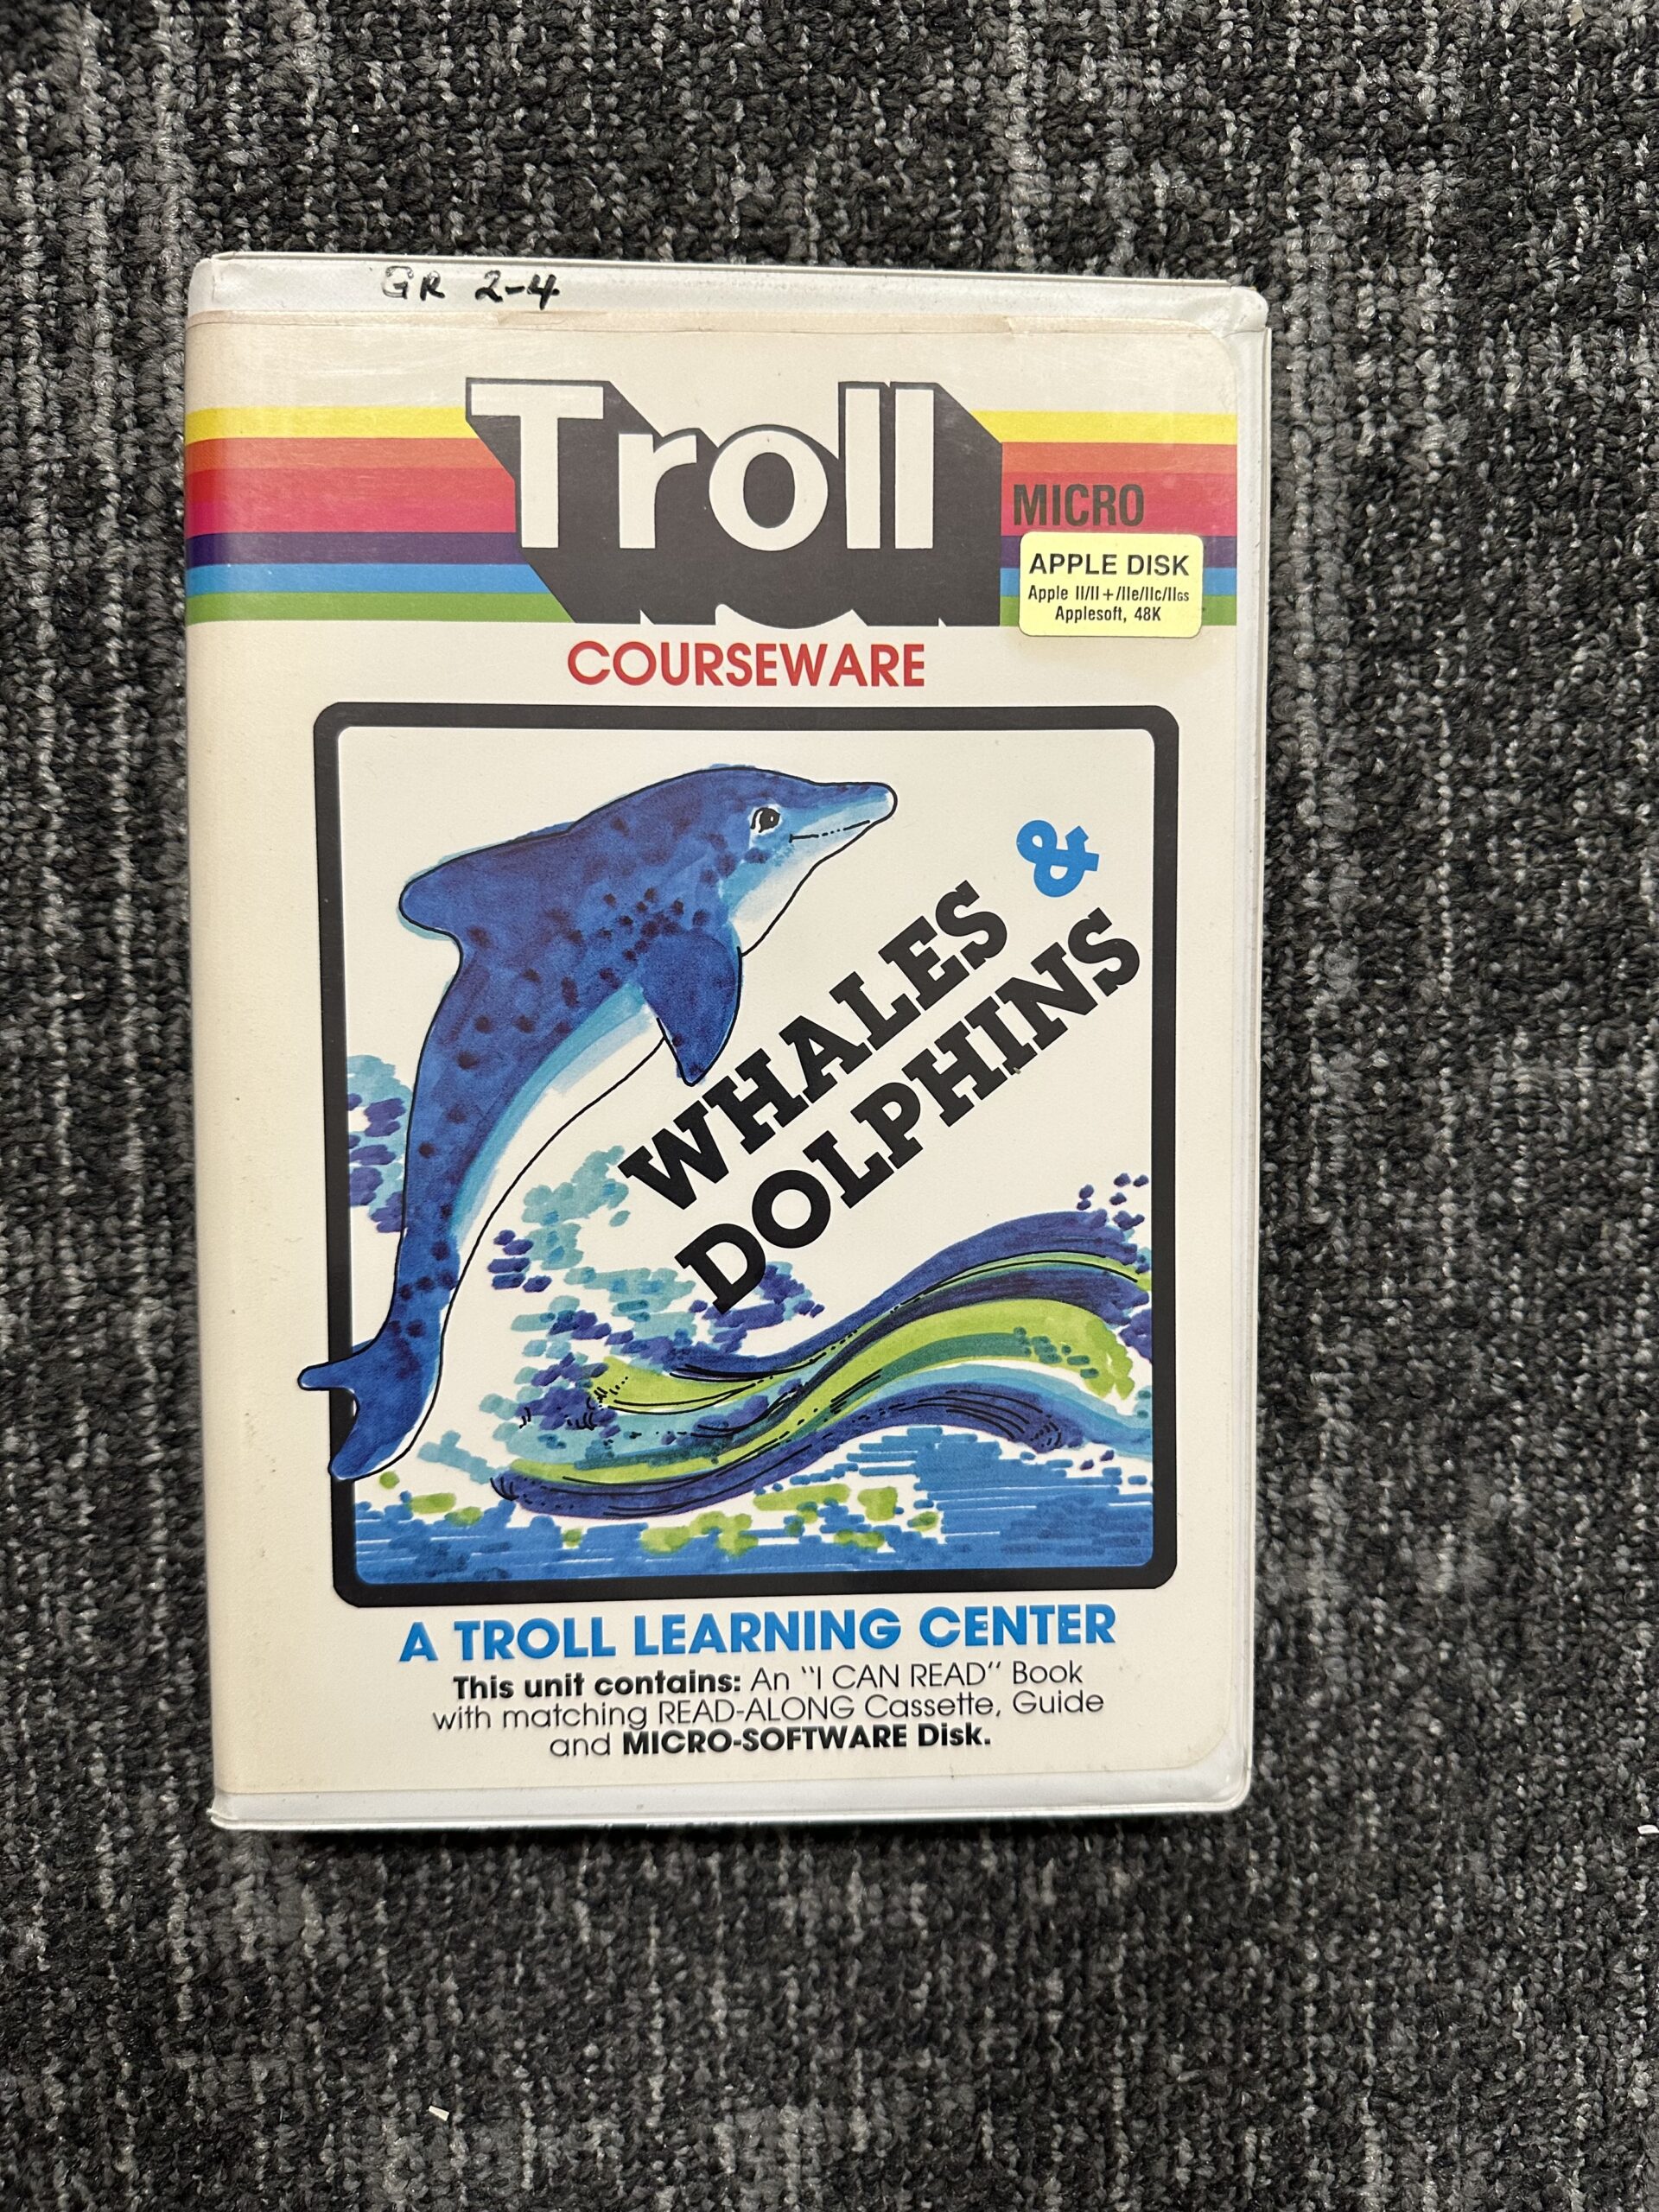 GR 2-4
Troll
MICRO
APPLE DISK
Apple II/II+/IIe/IIc/IIGS
Applesoft, 48K
COURSEWARE
WHALES &
DOLPHINS
A TROLL LEARNING CENTER
This unit contains: An "I CAN READ" Book
with matching READ-ALONG Cassette, Guide
and MICRO-SOFTWARE Disk.